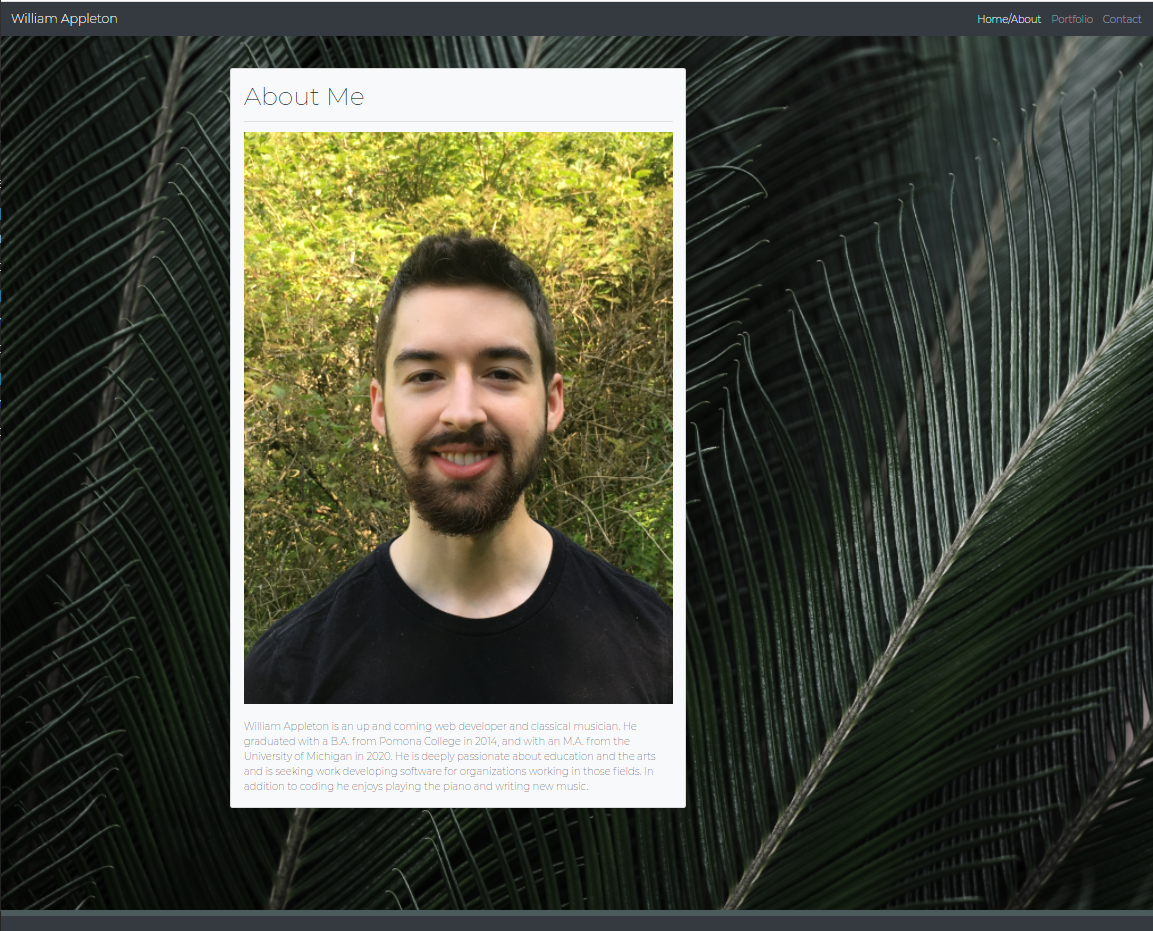 William Appleton
Home/About Portfolio Contact
About Me
William Appleton is an up and coming web developer and classical musician. He
graduated with a B.A. from Pomona College in 2014, and with an M.A. from the
University of Michigan in 2020. He is deeply passionate about education and the arts
and is seeking work developing software for organizations working in those fields. In
addition to coding he enjoys playing the piano and writing new music.